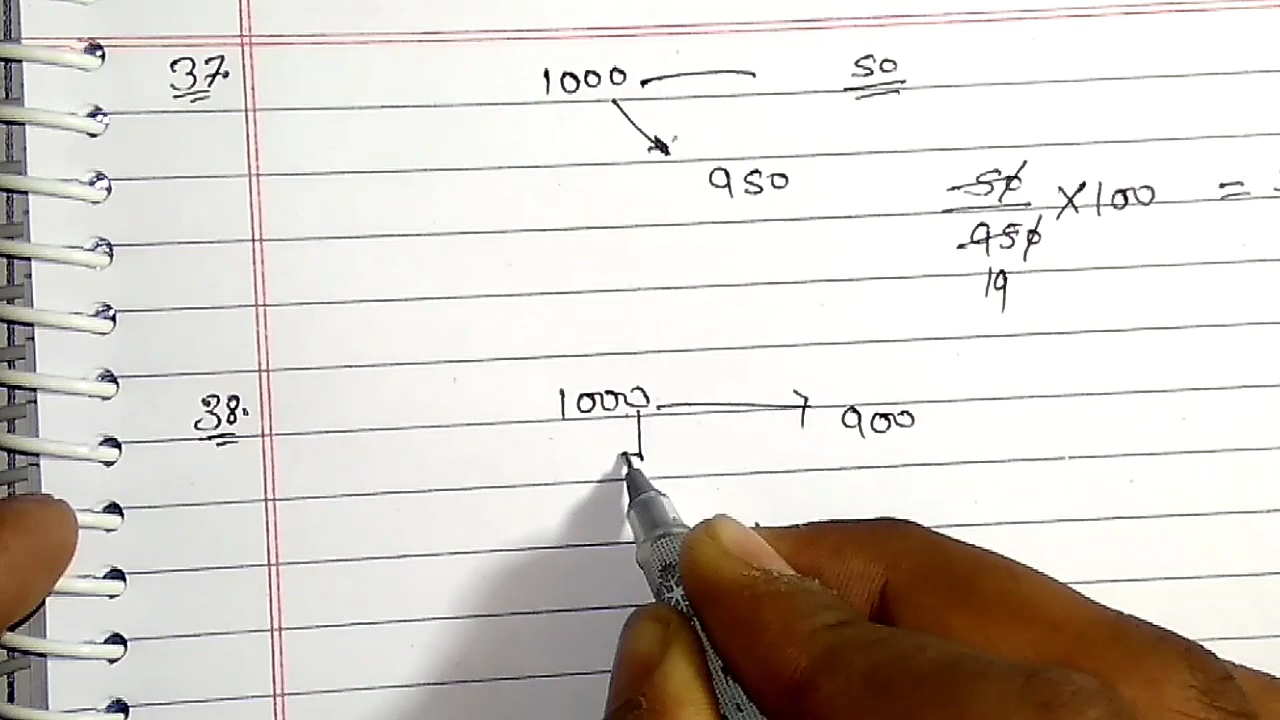 37. 1000 — 50
950
50/950 × 100 =
19
38. 1000 → 900